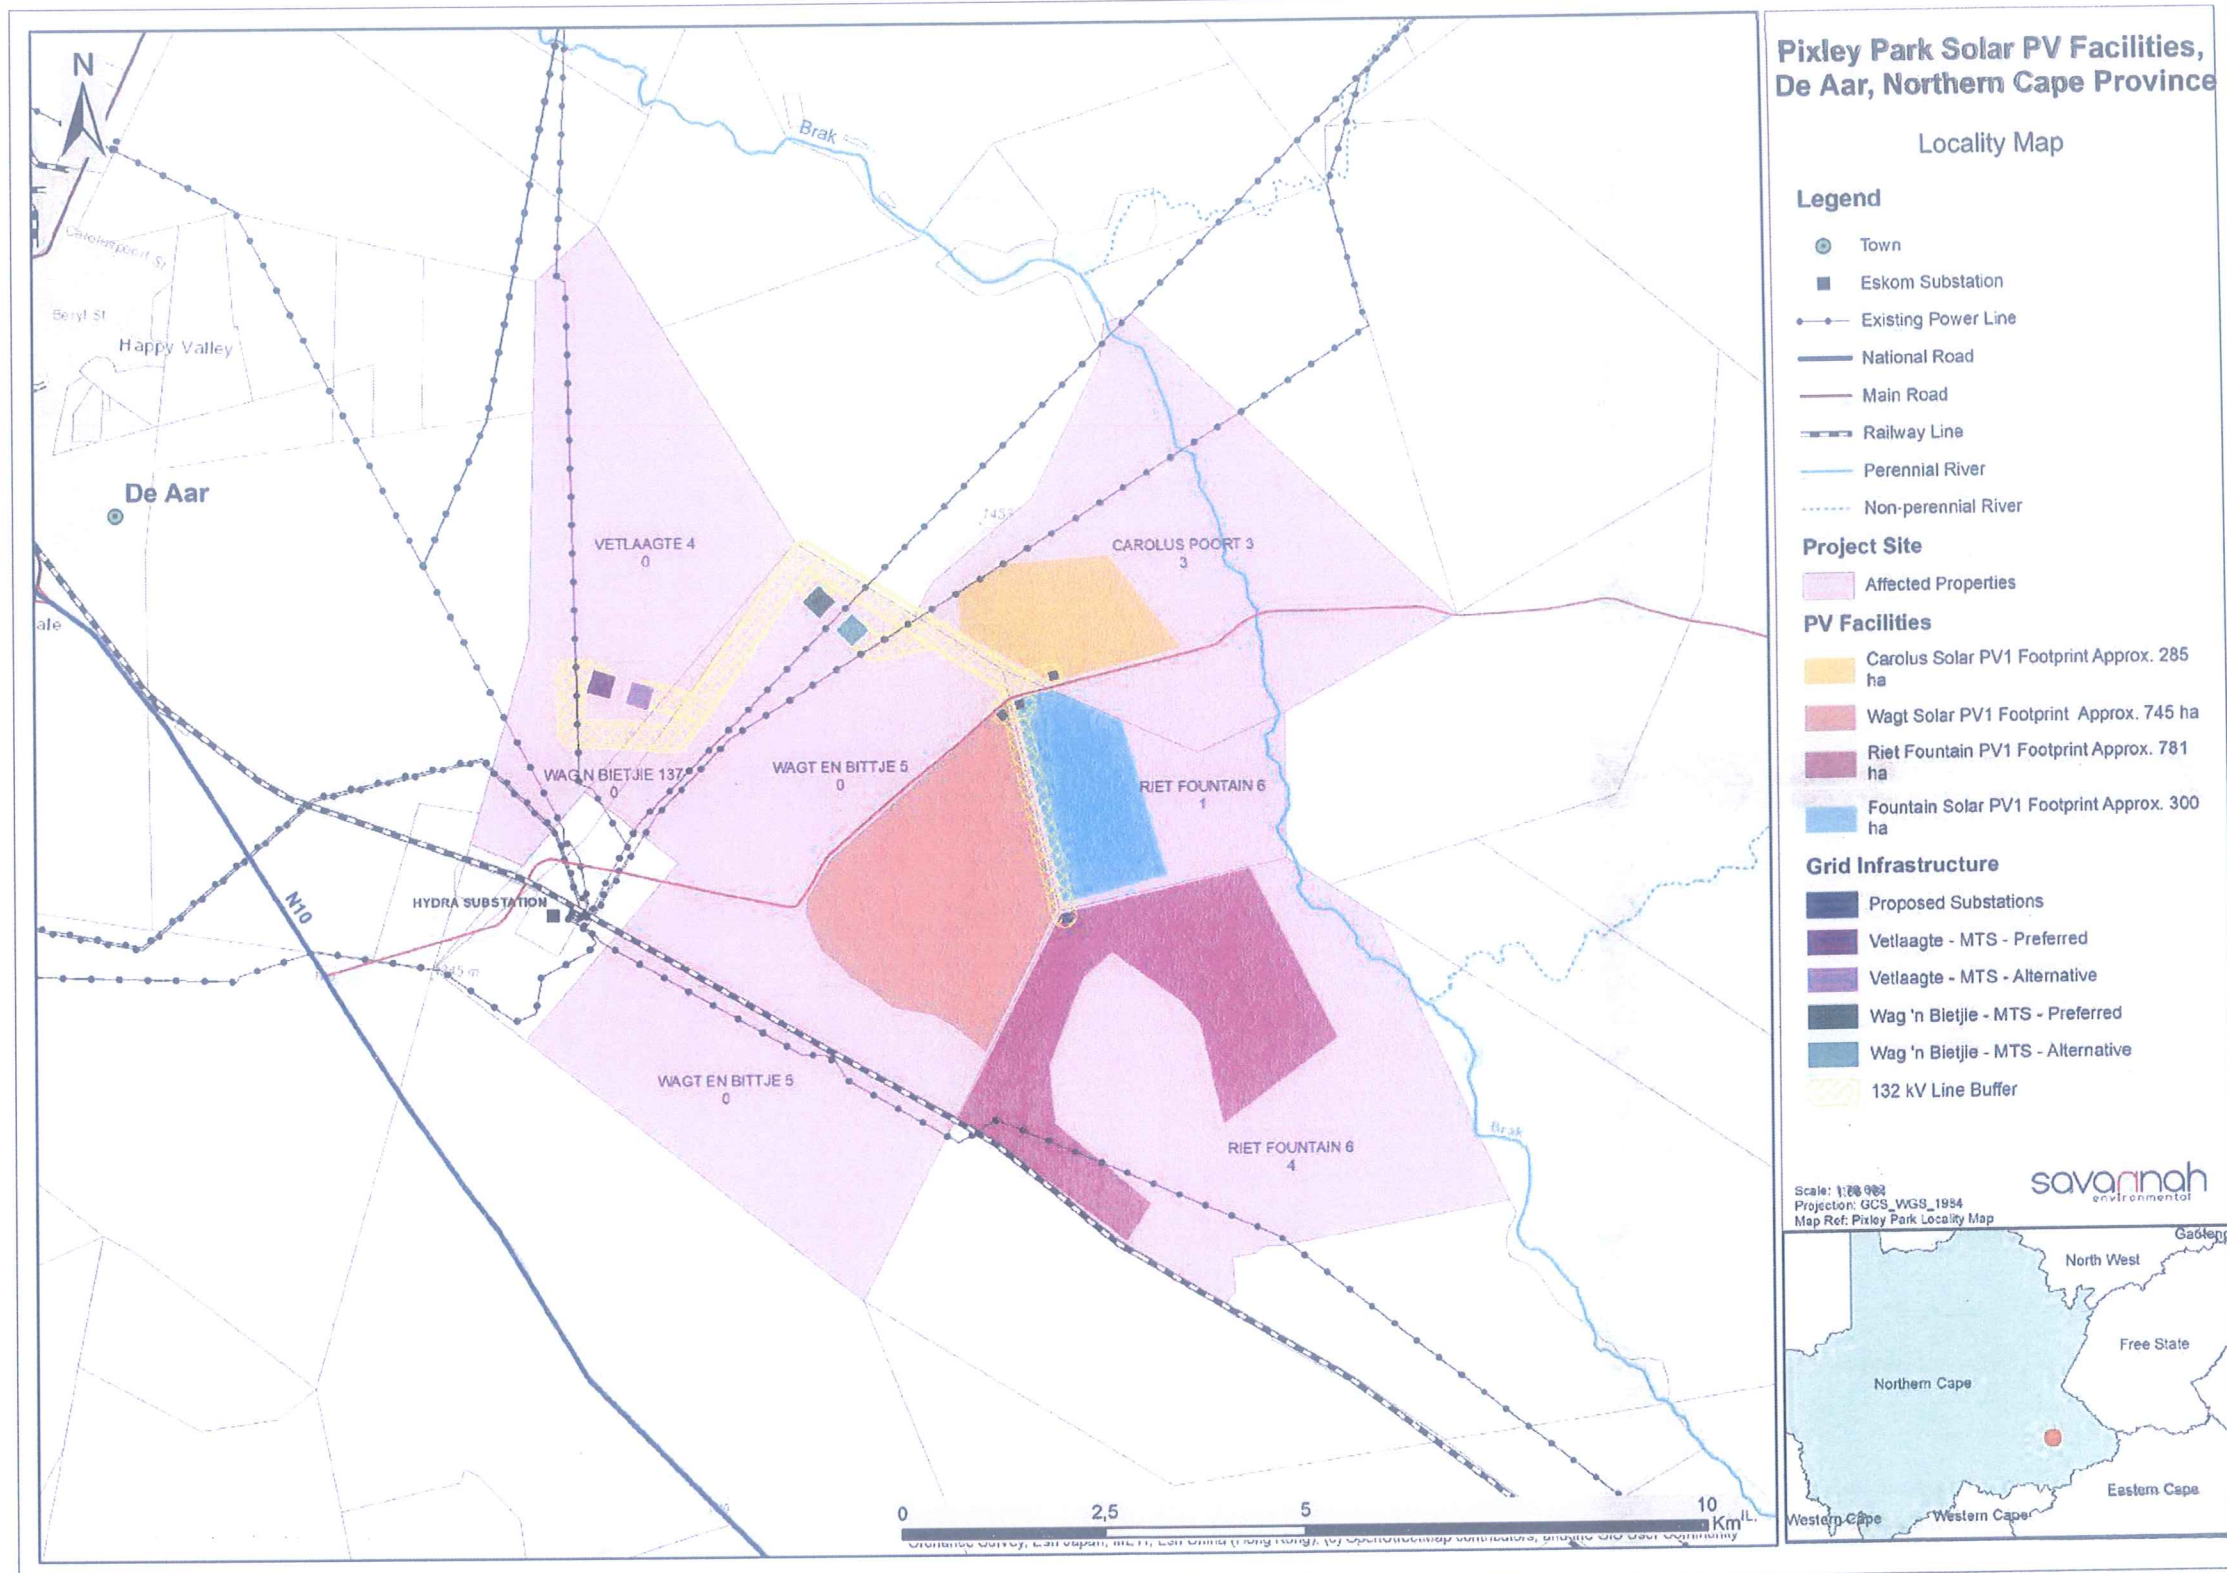 N
Brak
Caroluspoort St
Beryl St
Happy Valley
De Aar
ale
VETLAAGTE 4
0
CAROLUS POORT 3
3
WAG N BIETJIE 137
0
WAGT EN BITTJE 5
0
RIET FOUNTAIN 6
1
HYDRA SUBSTATION
N10
WAGT EN BITTJE 5
0
RIET FOUNTAIN 6
4
Brak
0
2,5
5
10
Km
Pixley Park Solar PV Facilities,
De Aar, Northern Cape Province
Locality Map
Legend
Town
Eskom Substation
Existing Power Line
National Road
Main Road
Railway Line
Perennial River
Non-perennial River
Project Site
Affected Properties
PV Facilities
Carolus Solar PV1 Footprint Approx. 285
ha
Wagt Solar PV1 Footprint Approx. 745 ha
Riet Fountain PV1 Footprint Approx. 781
ha
Fountain Solar PV1 Footprint Approx. 300
ha
Grid Infrastructure
Proposed Substations
Vetlaagte - MTS - Preferred
Vetlaagte - MTS - Alternative
Wag 'n Bietjie - MTS - Preferred
Wag 'n Bietjie - MTS - Alternative
132 kV Line Buffer
savannah
environmental
Scale:
Projection: GCS_WGS_1984
Map Ref: Pixley Park Locality Map
Gauteng
North West
Free State
Northern Cape
Eastern Cape
Western Cape
Western Cape